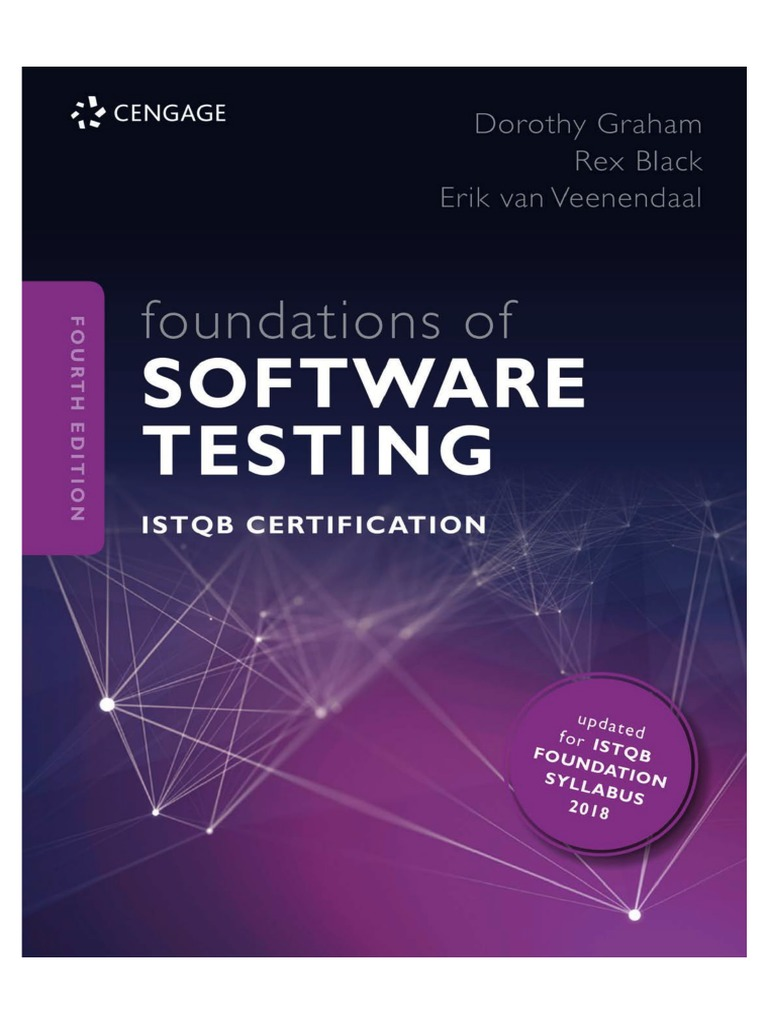 CENGAGE
Dorothy Graham
Rex Black
Erik van Veenendaal
FOURTH EDITION
foundations of
SOFTWARE
TESTING
ISTQB CERTIFICATION
updated
for ISTQB
FOUNDATION
SYLLABUS
2018